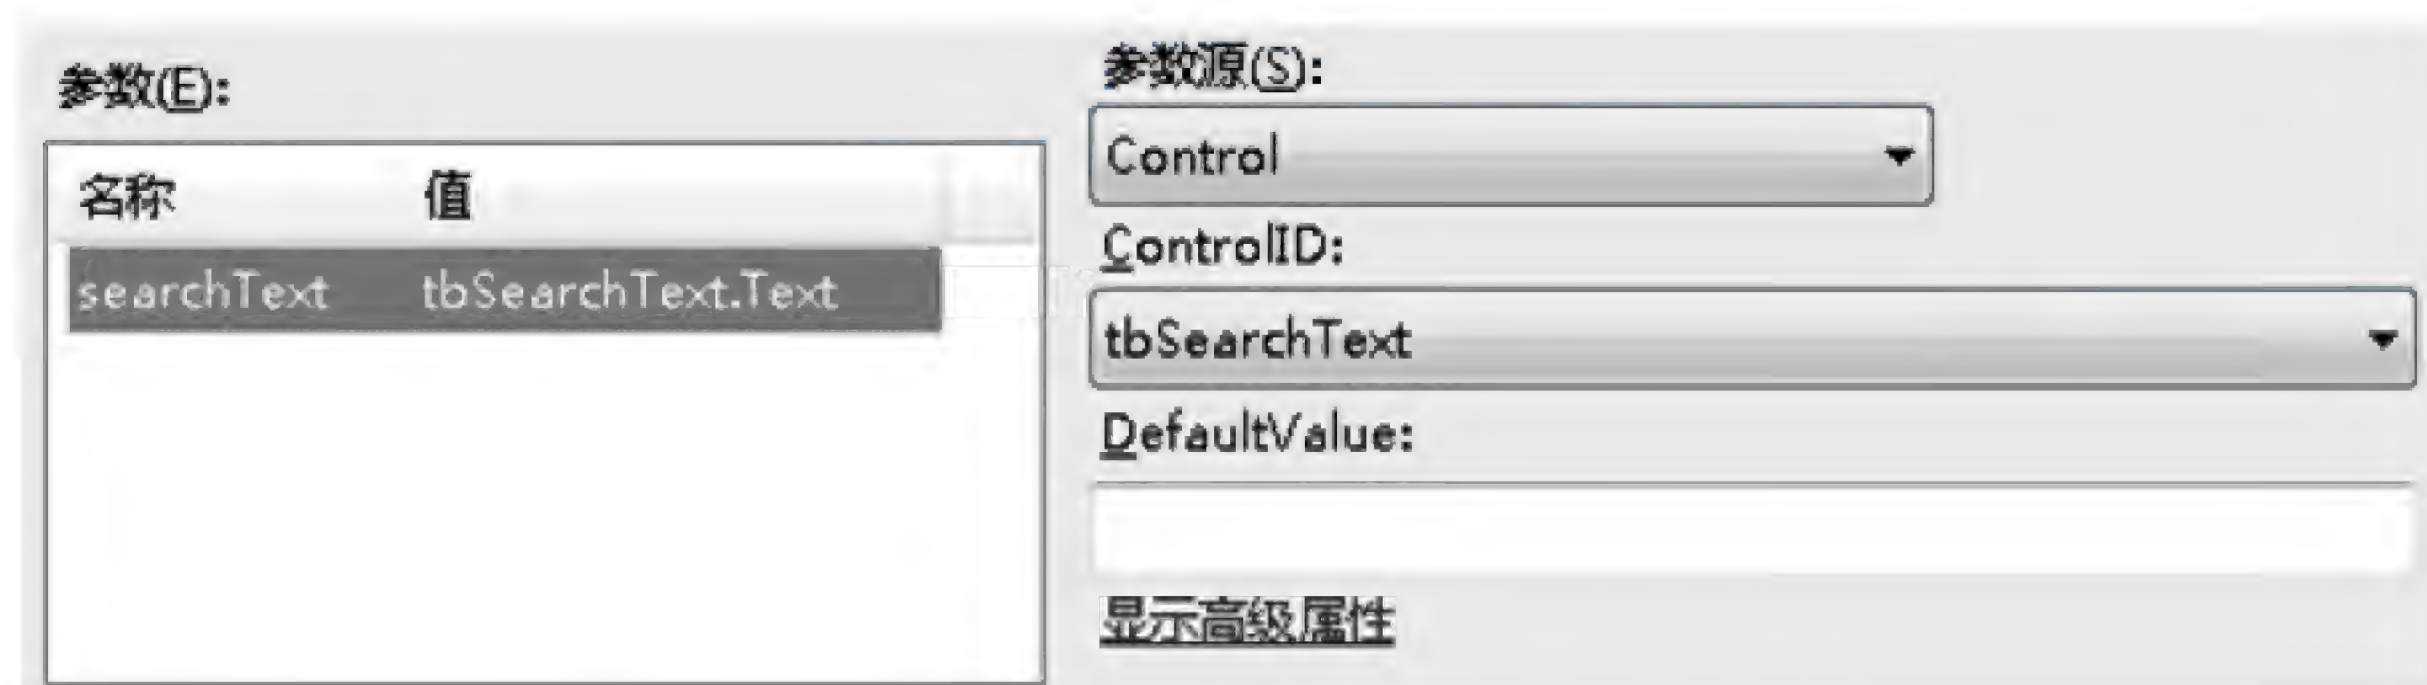 参数(E):
名称 值
searchText tbSearchText.Text
参数源(S):
Control
ControlID:
tbSearchText
DefaultValue:
显示高级属性